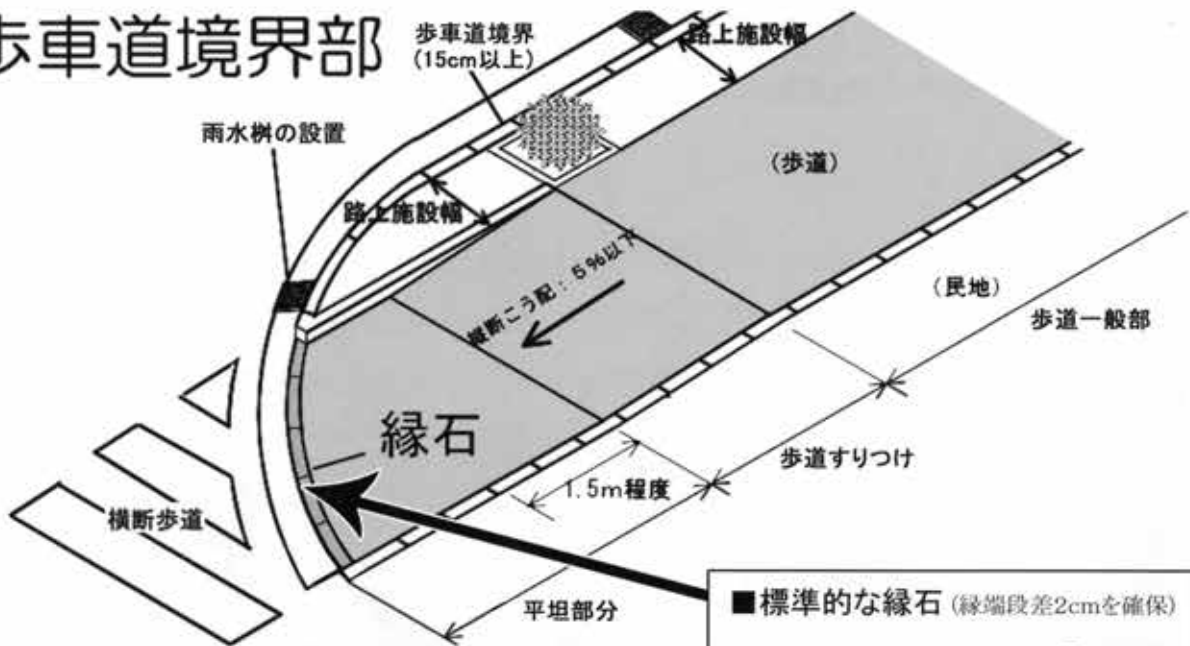 歩車道境界部
歩車道境界
(15cm以上)
路上施設幅
雨水桝の設置
(歩道)
路上施設幅
縦断こう配：5%以下
(民地)
歩道一般部
縁石
歩道すりつけ
1.5m程度
横断歩道
平坦部分
■標準的な縁石(縁端段差2cmを確保)